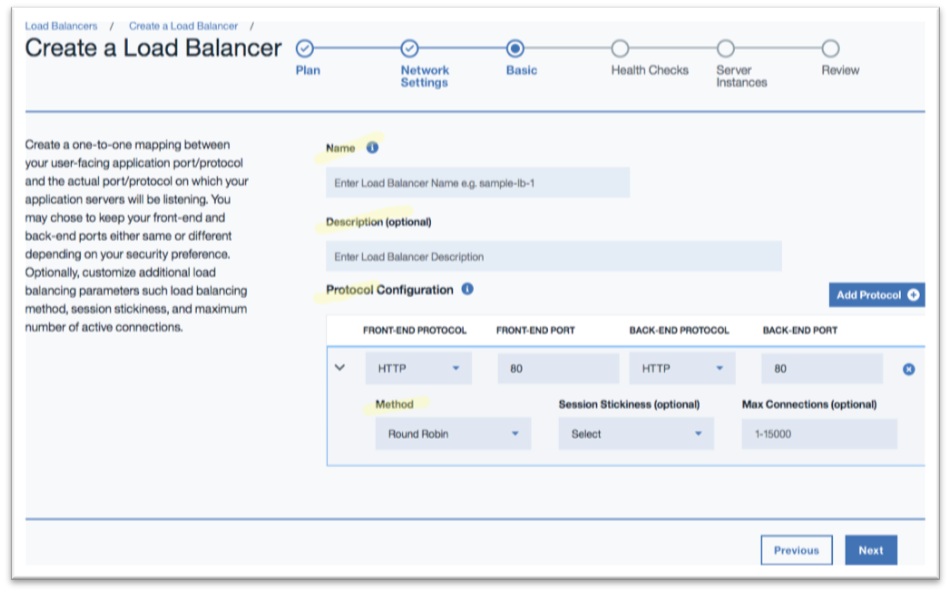 Load Balancers / Create a Load Balancer /
Create a Load Balancer
Plan
Network
Settings
Basic
Health Checks
Server
Instances
Review
Create a one-to-one mapping between
your user-facing application port/protocol
and the actual port/protocol on which your
application servers will be listening. You
may chose to keep your front-end and
back-end ports either same or different
depending on your security preference.
Optionally, customize additional load
balancing parameters such load balancing
method, session stickiness, and maximum
number of active connections.
Name
Enter Load Balancer Name e.g. sample-lb-1
Description (optional)
Enter Load Balancer Description
Protocol Configuration
Add Protocol
FRONT-END PROTOCOL FRONT-END PORT BACK-END PROTOCOL BACK-END PORT
HTTP 80 HTTP 80
Method Session Stickiness (optional) Max Connections (optional)
Round Robin Select 1-15000
Previous Next